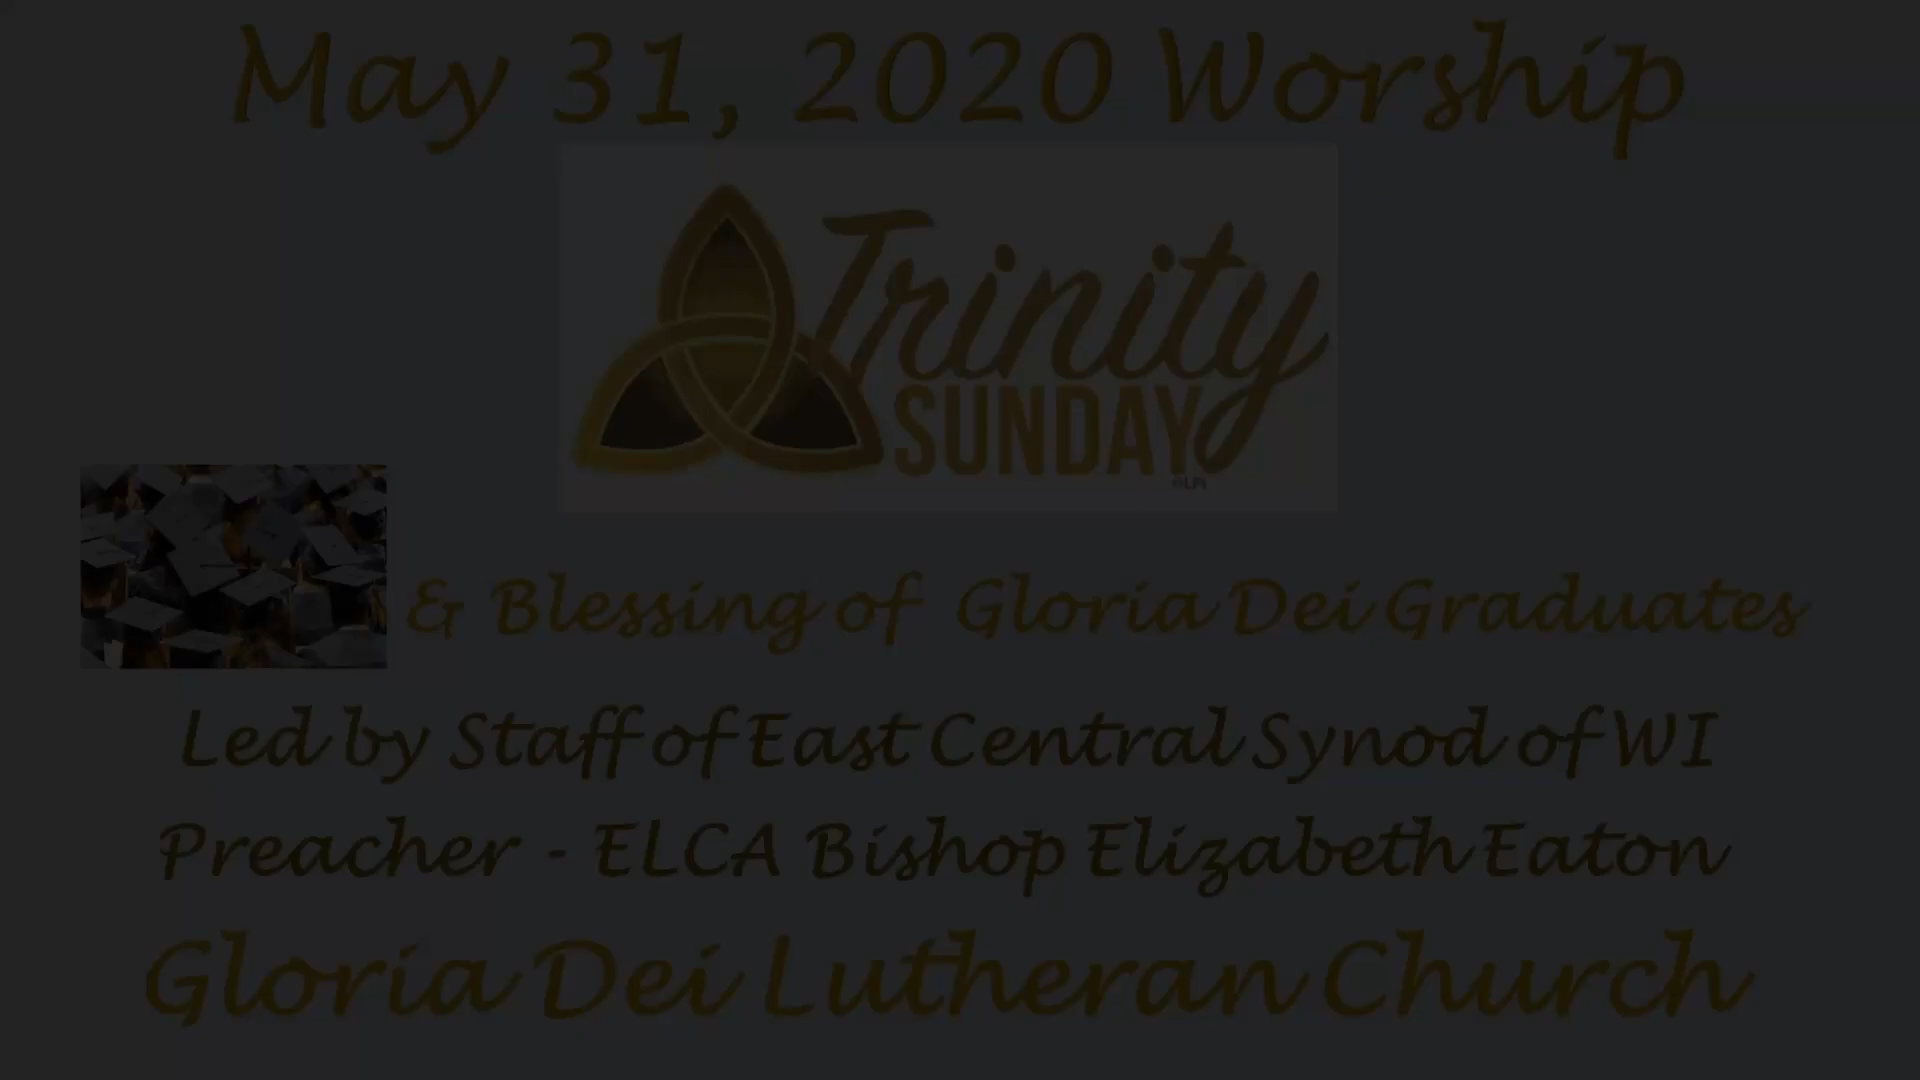 May 31, 2020 Worship
Trinity
SUNDAY
©LPi
& Blessing of Gloria Dei Graduates
Led by Staff of East Central Synod of WI
Preacher - ELCA Bishop Elizabeth Eaton
Gloria Dei Lutheran Church